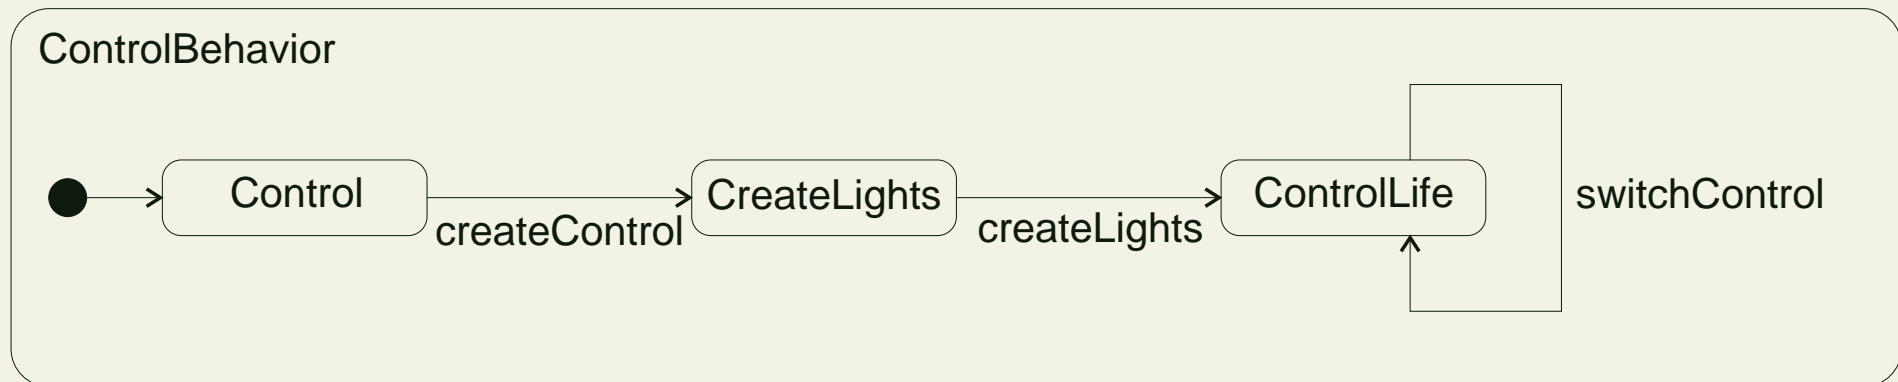 ControlBehavior
Control
createControl
CreateLights
createLights
ControlLife
switchControl